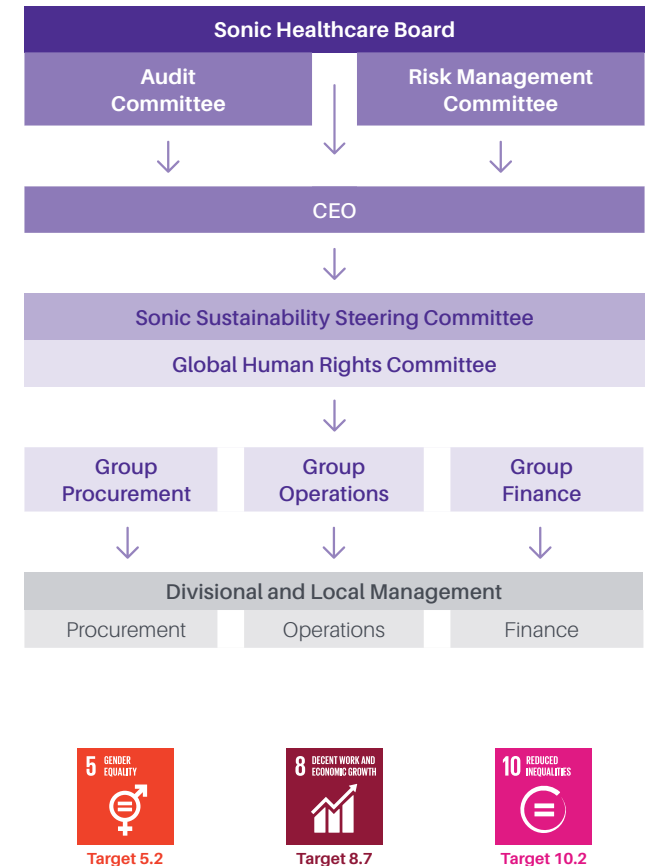 Sonic Healthcare Board
Audit
Committee
Risk Management
Committee
CEO
Sonic Sustainability Steering Committee
Global Human Rights Committee
Group
Procurement
Group
Operations
Group
Finance
Divisional and Local Management
Procurement
Operations
Finance
5 GENDER
EQUALITY
8 DECENT WORK AND
ECONOMIC GROWTH
10 REDUCED
INEQUALITIES
Target 5.2
Target 8.7
Target 10.2